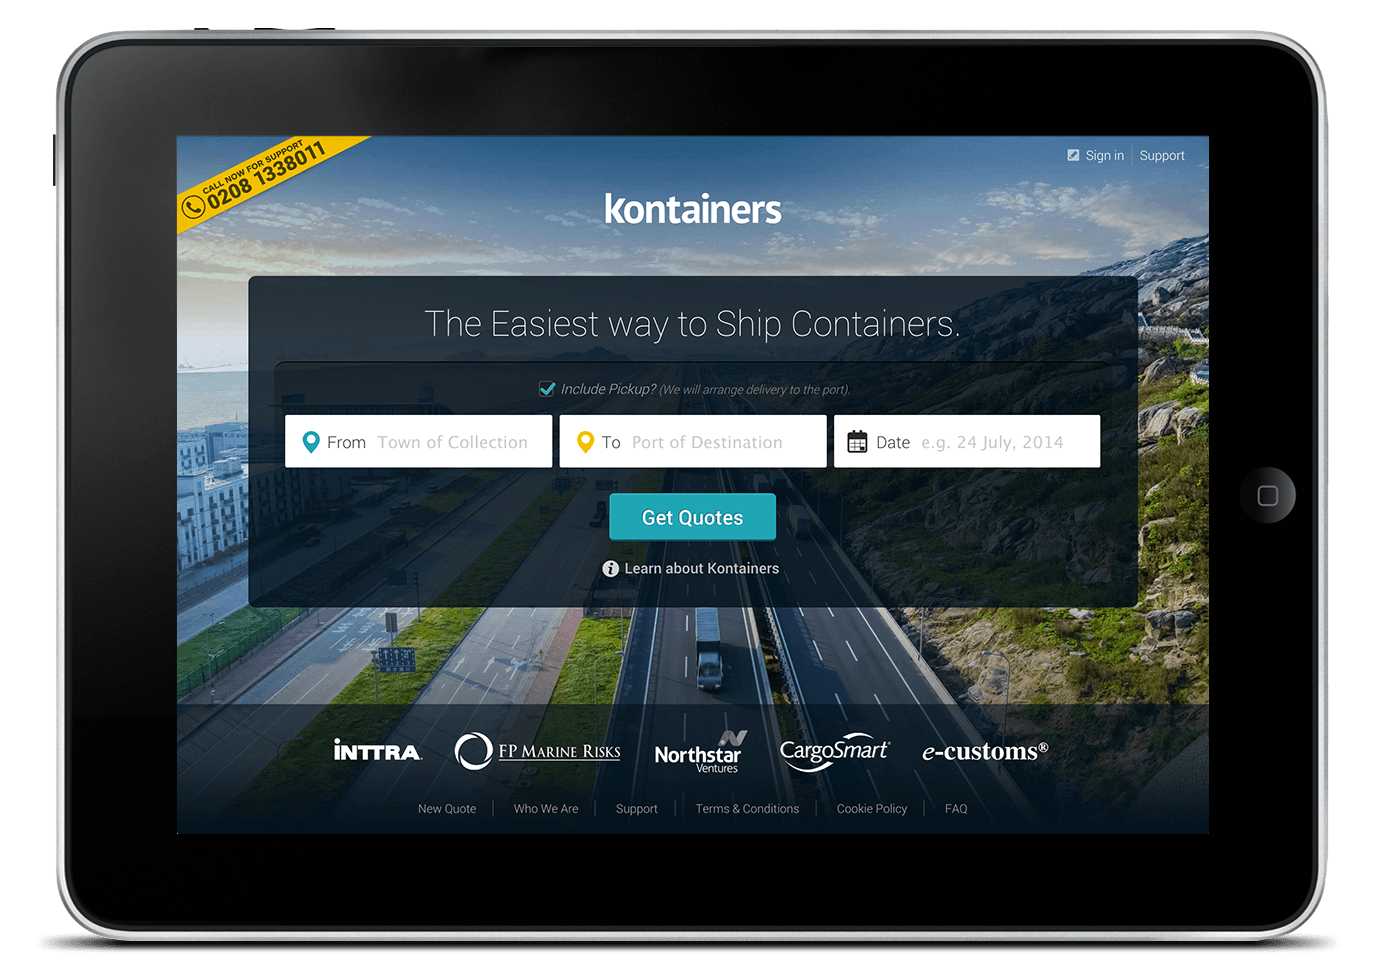 CALL NOW FOR SUPPORT
0208 1338011
Sign in
Support
kontainers
The Easiest way to Ship Containers.
Include Pickup? (We will arrange delivery to the port).
From Town of Collection
To Port of Destination
Date e.g. 24 July, 2014
Get Quotes
Learn about Kontainers
INTTRA
FP MARINE RISKS
Northstar
Ventures
CargoSmart
e-customs®
New Quote
Who We Are
Support
Terms & Conditions
Cookie Policy
FAQ